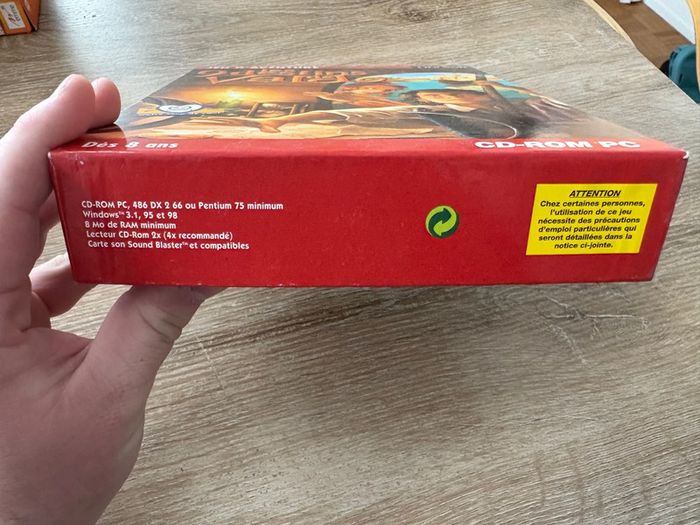 Dès 8 ans
CD-ROM PC
CD-ROM PC, 486 DX 2 66 ou Pentium 75 minimum
Windows™ 3.1, 95 et 98
8 Mo de RAM minimum
Lecteur CD-Rom 2x (4x recommandé)
Carte son Sound Blaster™ et compatibles
ATTENTION
Chez certaines personnes,
l'utilisation de ce jeu
nécessite des précautions
d'emploi particulières qui
seront détaillées dans la
notice ci-jointe.